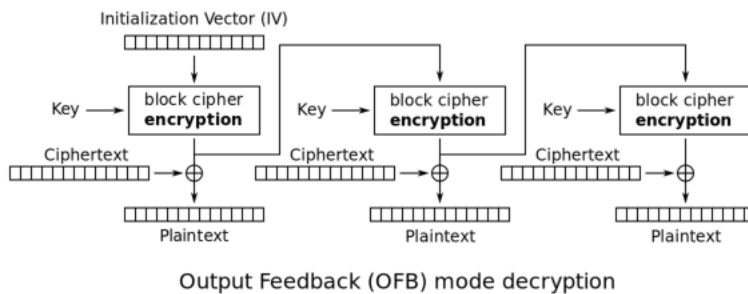 Initialization Vector (IV)
Key
block cipher
encryption
Key
block cipher
encryption
Key
block cipher
encryption
Ciphertext
Ciphertext
Ciphertext
Plaintext
Plaintext
Plaintext
Output Feedback (OFB) mode decryption